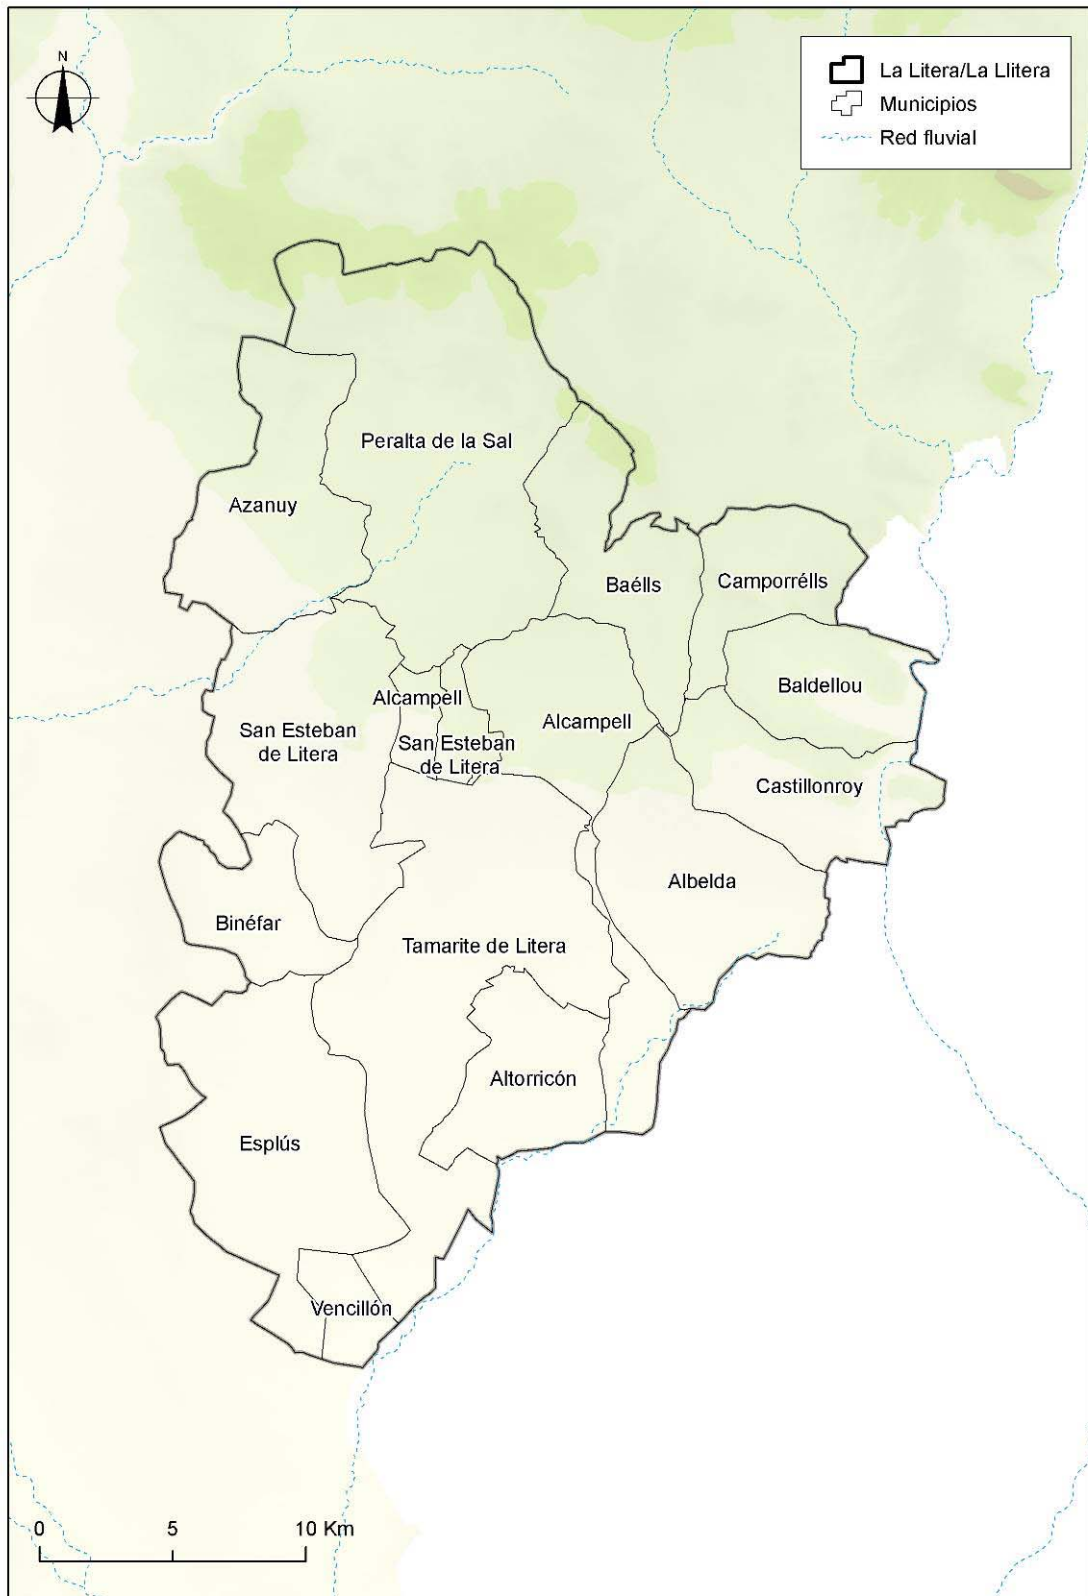 N
La Litera/La Llitera
Municipios
Red fluvial
Peralta de la Sal
Azanuy
Baélls
Camporrélls
Baldellou
Alcampell
Alcampell
San Esteban
de Litera
San Esteban
de Litera
Castillonroy
Albelda
Binéfar
Tamarite de Litera
Altorricón
Esplús
Vencillón
0 5 10 Km